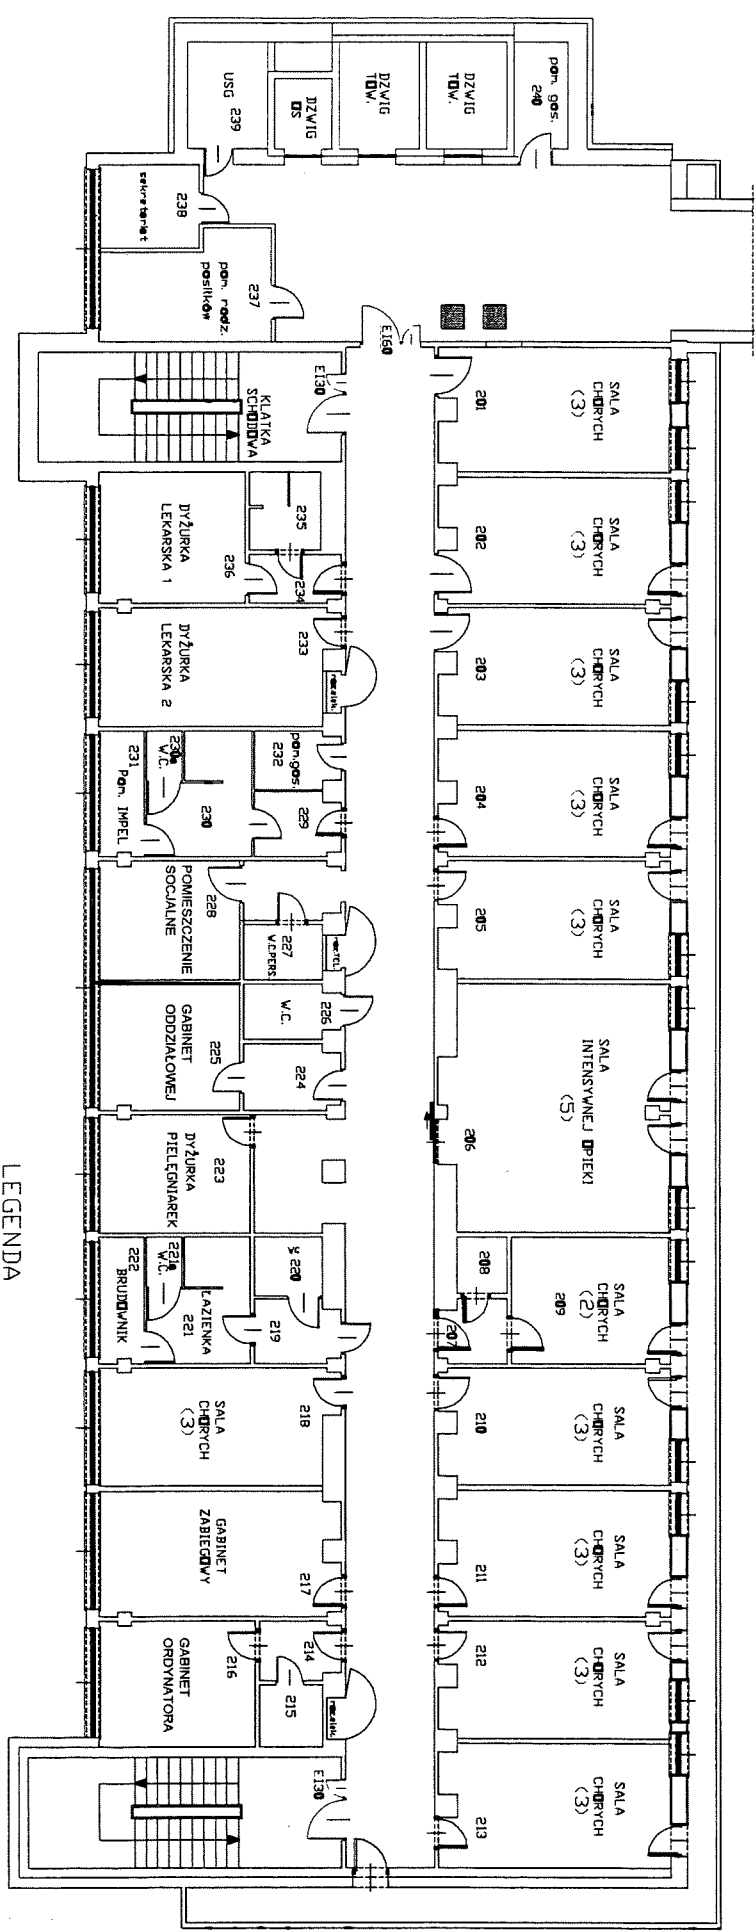 pom. gos.
240
DZWIG
TOW.
DZWIG
TOW.
DZWIG
OS
USG 239
238
sekretariat
237
pom. rodz.
posiłków
EI60
EI30
KLATKA
SCHODOWA
SALA
CHORYCH
(3)
201
SALA
CHORYCH
(3)
202
SALA
CHORYCH
(3)
203
SALA
CHORYCH
(3)
204
SALA
CHORYCH
(3)
205
SALA
INTENSYWNEJ OPIEKI
(5)
206
207
208
SALA
CHORYCH
(2)
209
SALA
CHORYCH
(3)
210
SALA
CHORYCH
(3)
211
SALA
CHORYCH
(3)
212
SALA
CHORYCH
(3)
213
235
234
236
DYŻURKA
LEKARSKA 1
233
DYŻURKA
LEKARSKA 2
pom.gos.
232
229
230
230a
W.C.
231
Pom. IMPEL
228
POMIESZCZENIE
SOCJALNE
227
W.C.PERS.
226
W.C.
224
225
GABINET
ODDZIAŁOWEJ
223
DYŻURKA
PIELĘGNIAREK
220
219
ŁAZIENKA
221
221a
W.C.
222
BRUDOWNIK
218
SALA
CHORYCH
(3)
217
GABINET
ZABIEGOWY
214
215
216
GABINET
ORDYNATORA
EI30
LEGENDA